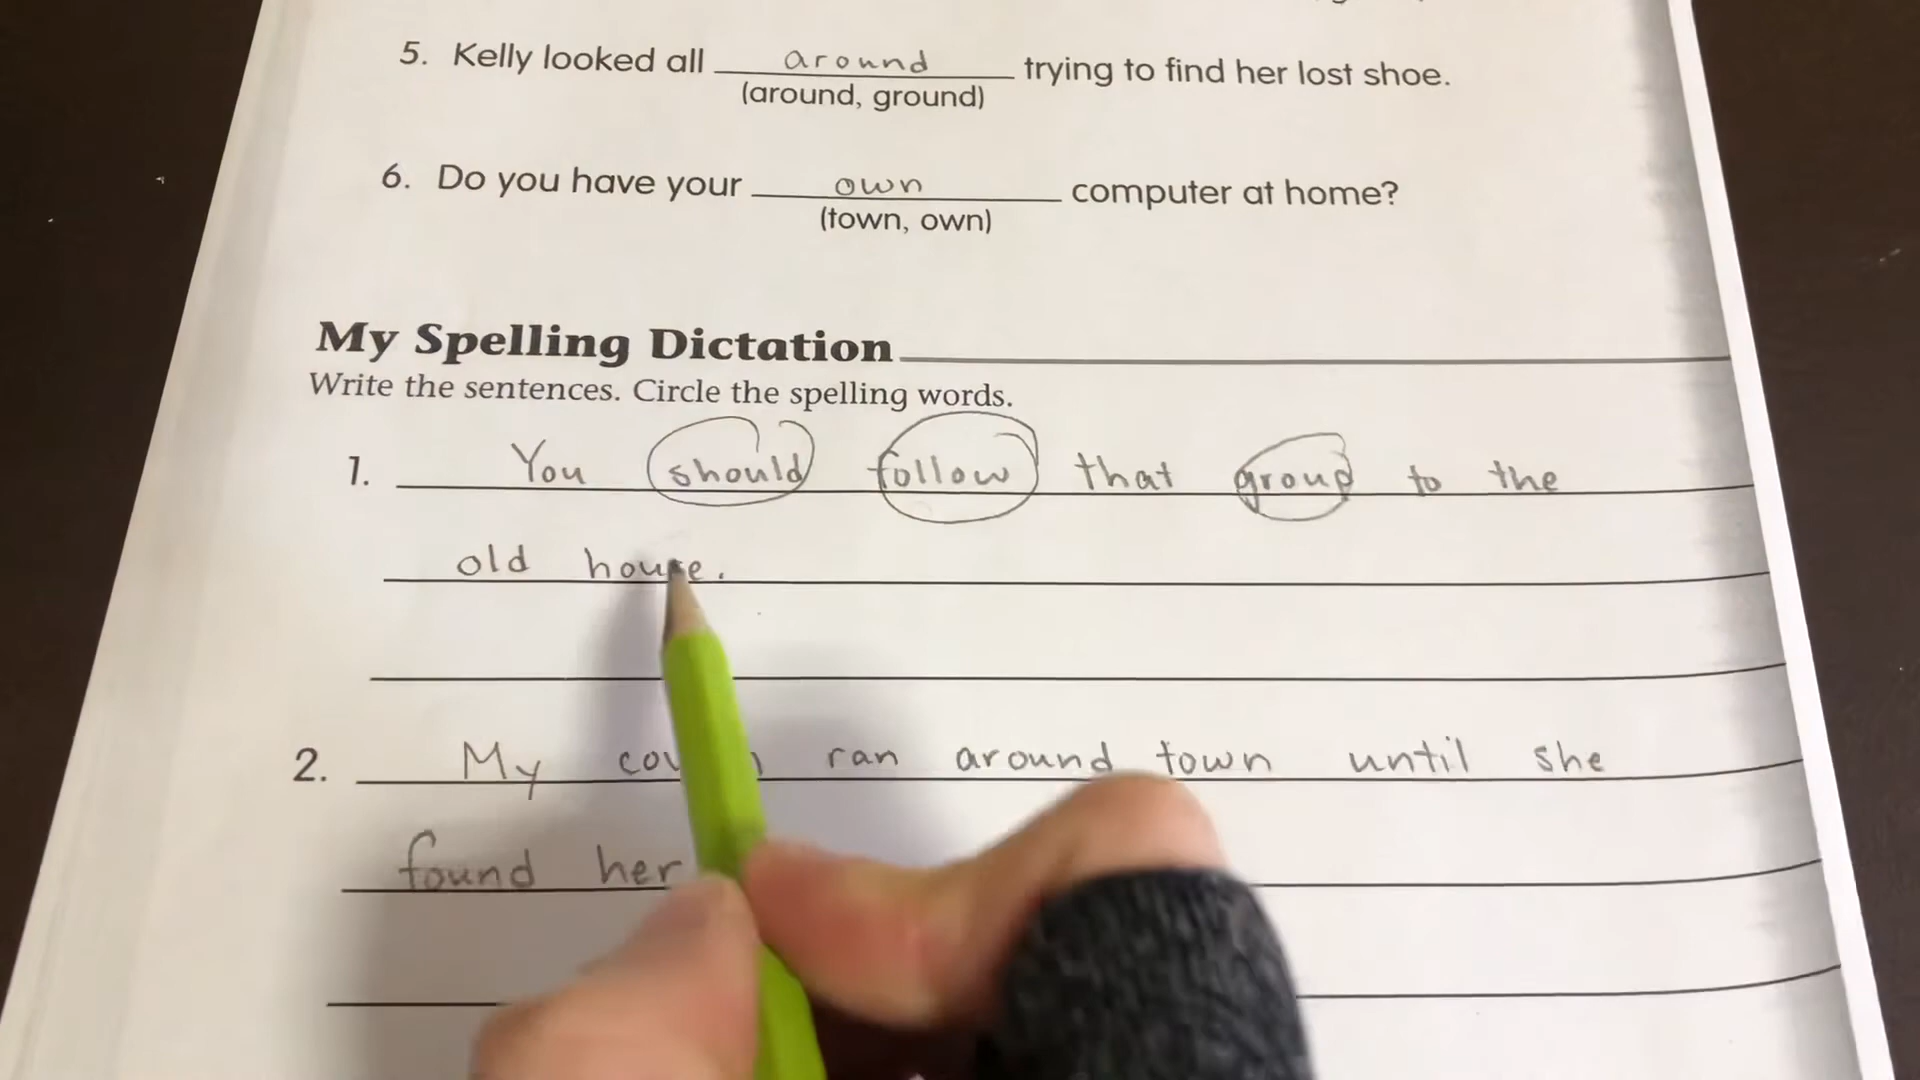 5. Kelly looked all around trying to find her lost shoe.
(around, ground)
6. Do you have your own computer at home?
(town, own)
My Spelling Dictation
Write the sentences. Circle the spelling words.
1. You should follow that group to the
old house.
2. My ran around town until she
found her